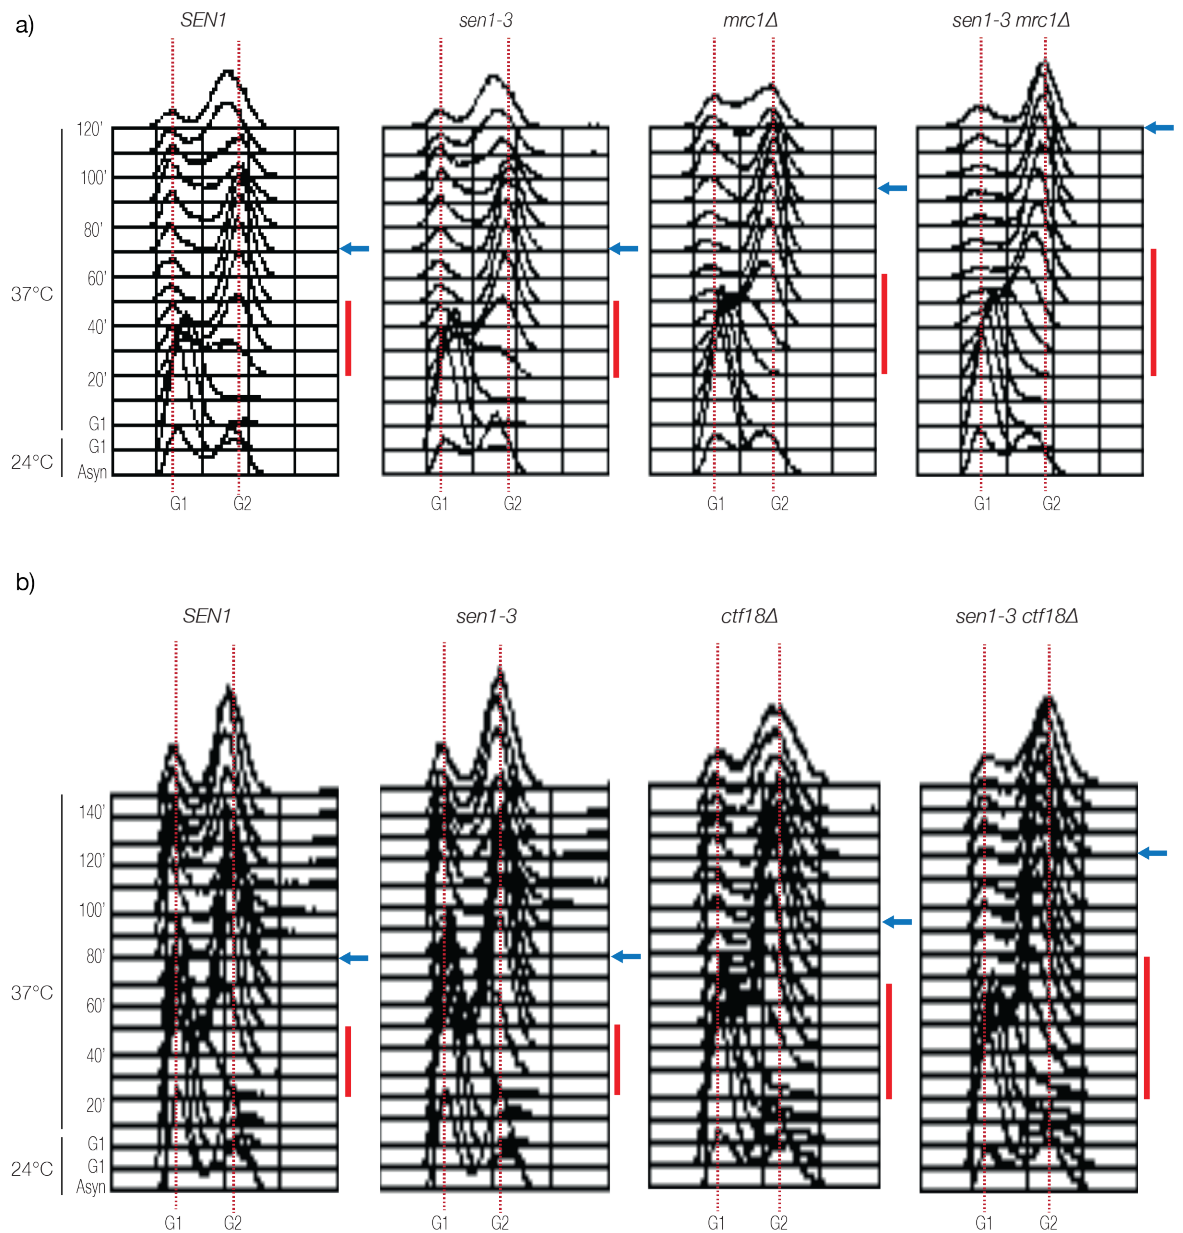 a)
SEN1 sen1-3 mrc1Δ sen1-3 mrc1Δ
120'
100'
80'
60'
37°C
40'
20'
G1
G1
24°C
Asyn
G1 G2 G1 G2 G1 G2 G1 G2
b)
SEN1 sen1-3 ctf18Δ sen1-3 ctf18Δ
140'
120'
100'
80'
37°C
60'
40'
20'
G1
24°C
G1
Asyn
G1 G2 G1 G2 G1 G2 G1 G2